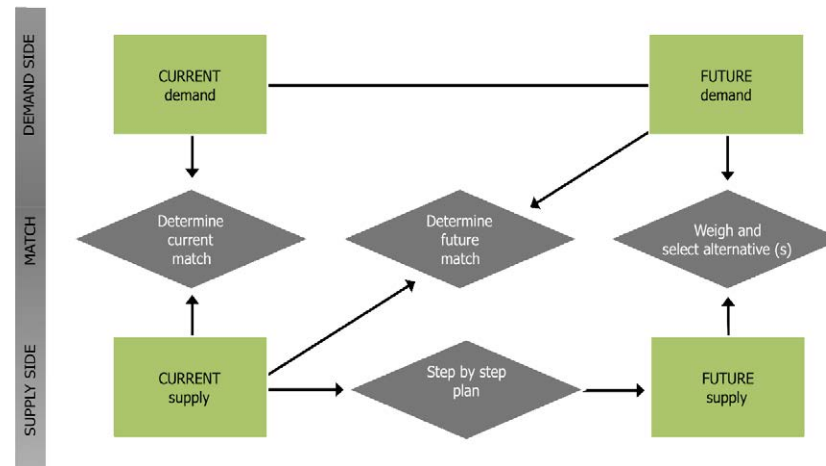 DEMAND SIDE
CURRENT
demand
FUTURE
demand
MATCH
Determine
current
match
Determine
future
match
Weigh and
select alternative (s)
SUPPLY SIDE
CURRENT
supply
Step by step
plan
FUTURE
supply